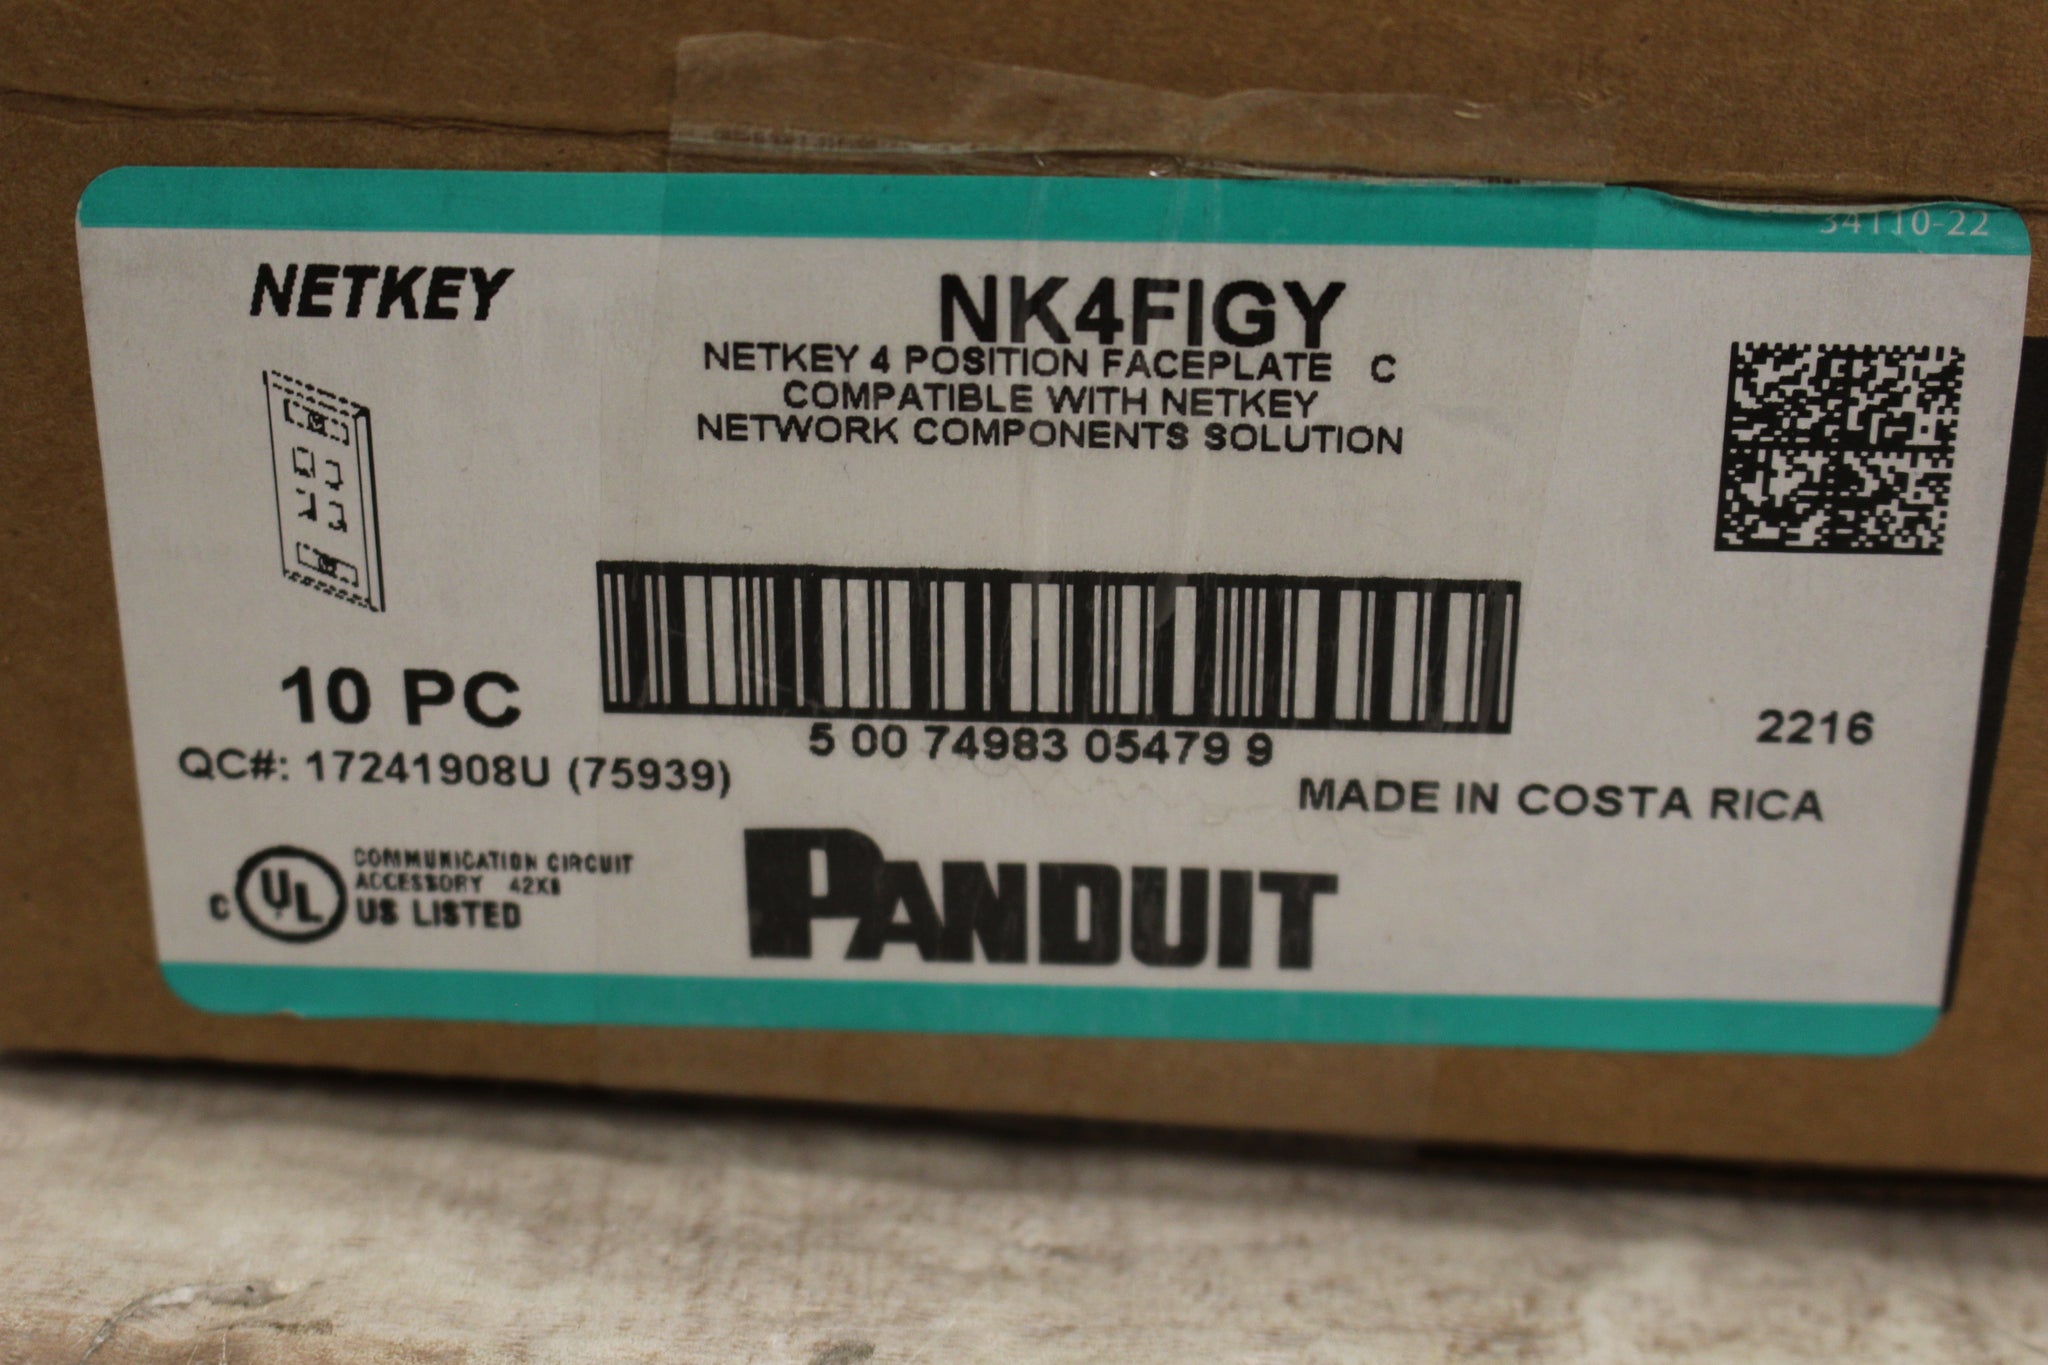 34110-22
NETKEY
NK4FIGY
NETKEY 4 POSITION FACEPLATE C
COMPATIBLE WITH NETKEY
NETWORK COMPONENTS SOLUTION
10 PC
5 00 74983 05479 9
2216
QC#: 17241908U (75939)
MADE IN COSTA RICA
C UL
COMMUNICATION CIRCUIT
ACCESSORY
US LISTED
PANDUIT